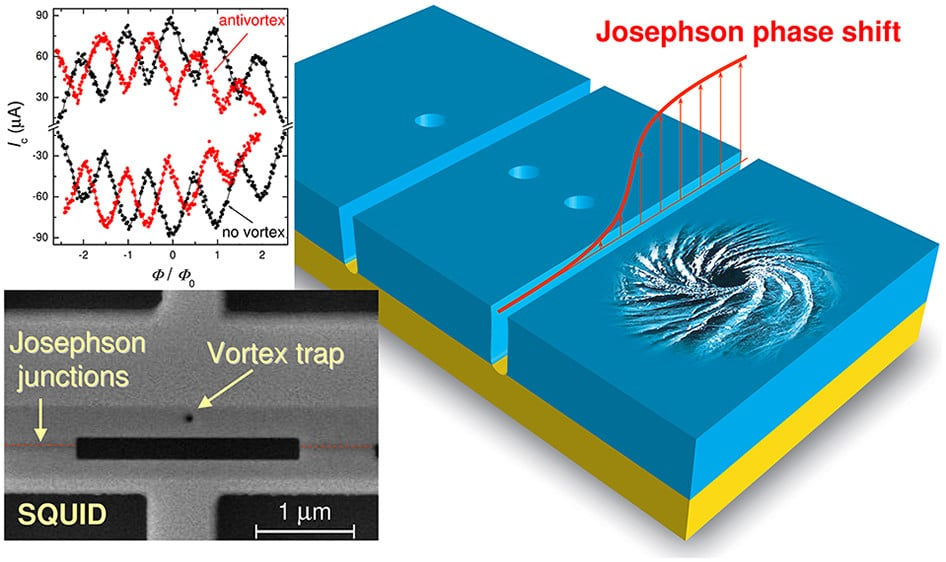 antivortex
90
60
30
-30
-60
-90
I_c (μA)
no vortex
-2 -1 0 1 2
Φ / Φ_0
Josephson phase shift
Josephson
junctions
Vortex trap
SQUID
1 μm